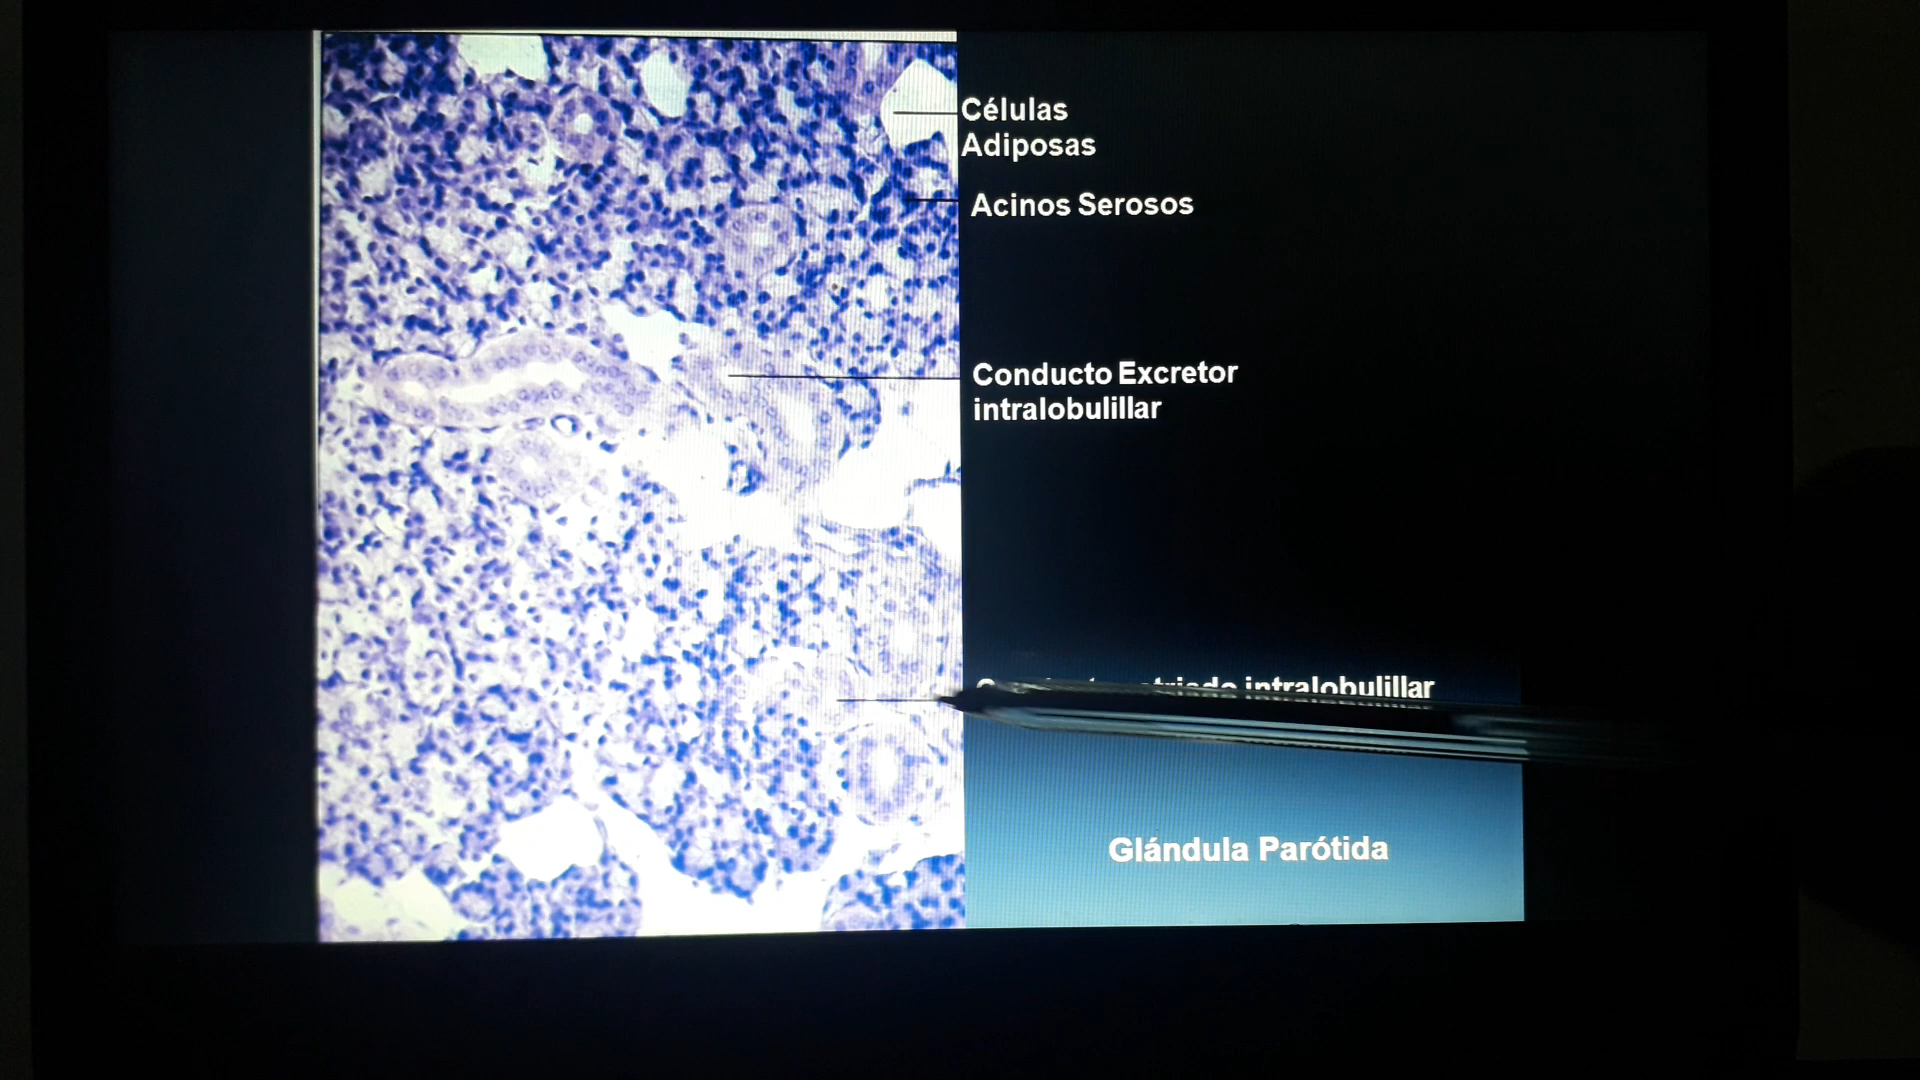 Células
Adiposas
Acinos Serosos
Conducto Excretor
intralobulillar
intralobulillar
Glándula Parótida